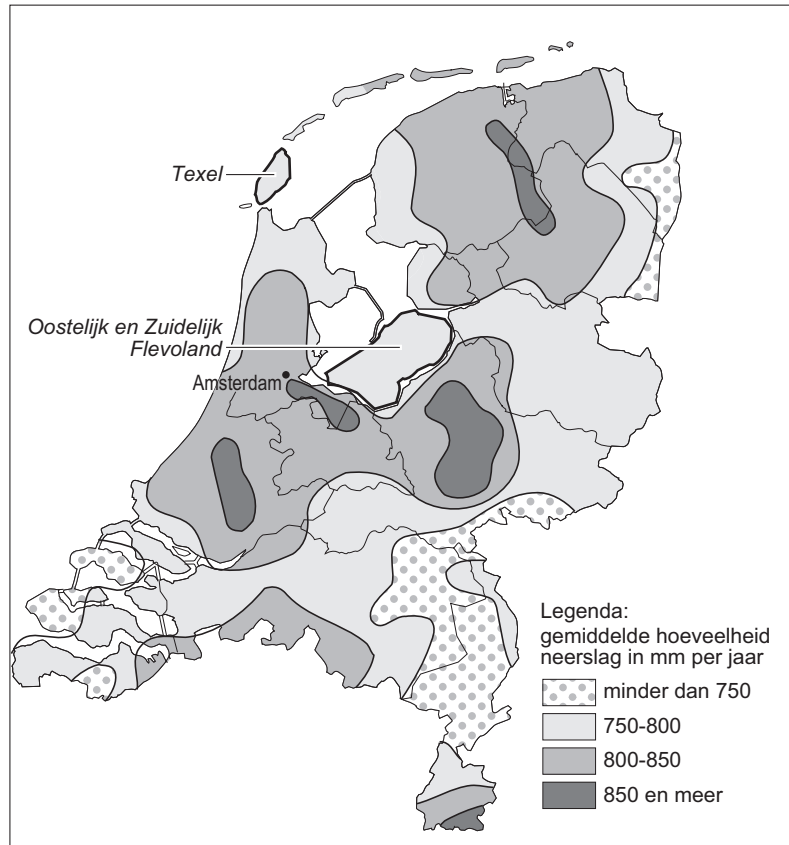 Texel
Oostelijk en Zuidelijk
Flevoland
Amsterdam
Legenda:
gemiddelde hoeveelheid
neerslag in mm per jaar
minder dan 750
750-800
800-850
850 en meer